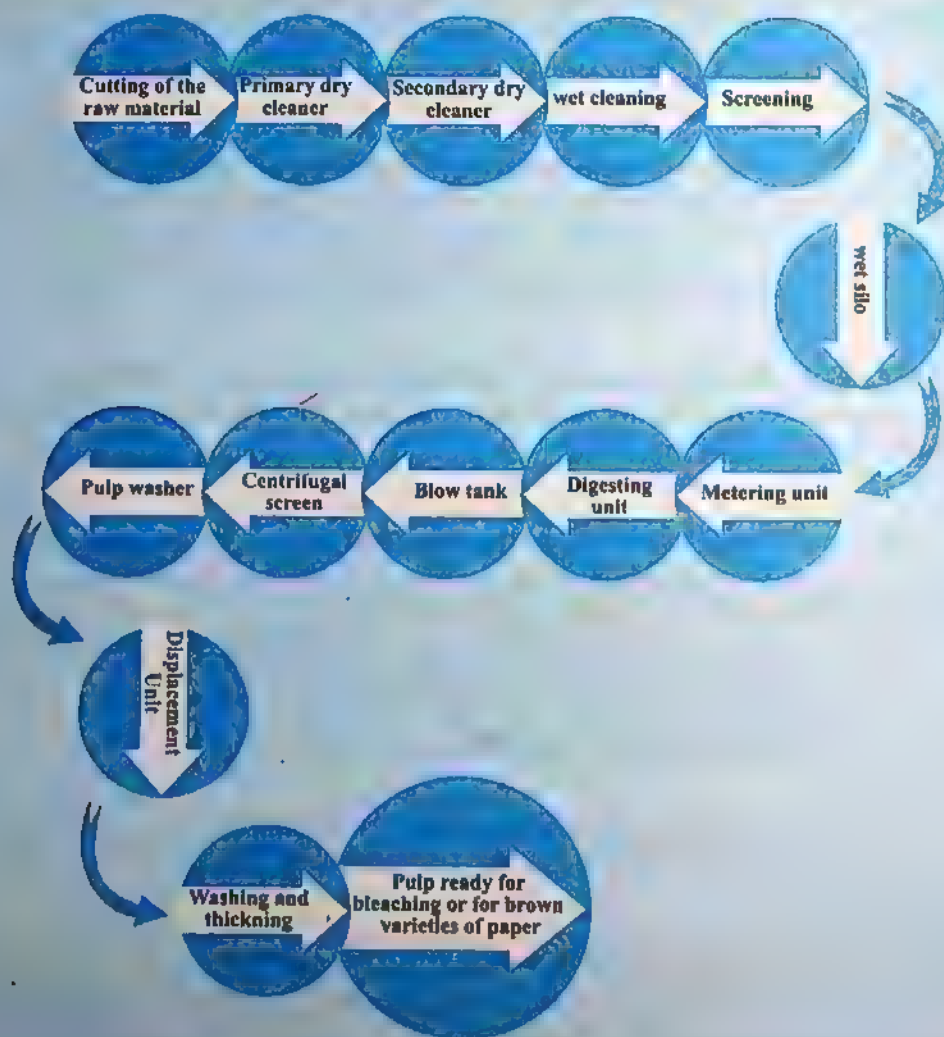 Cutting of the
raw material
Primary dry
cleaner
Secondary dry
cleaner
wet cleaning
Screening
wet silo
Metering unit
Digesting
unit
Blow tank
Centrifugal
screen
Pulp washer
Displacement
Unit
Washing and
thickning
Pulp ready for
bleaching or for brown
varieties of paper